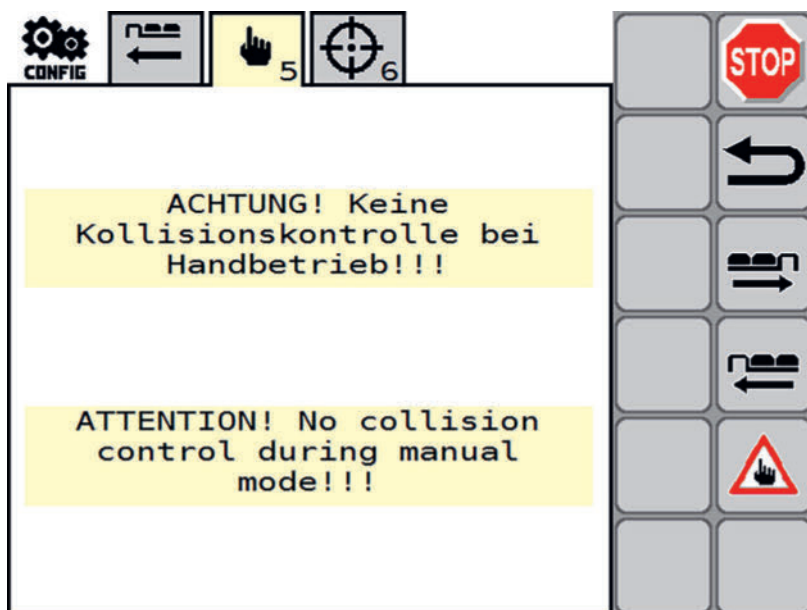 CONFIG
5
6
STOP
ACHTUNG! Keine
Kollisionskontrolle bei
Handbetrieb!!!
ATTENTION! No collision
control during manual
mode!!!